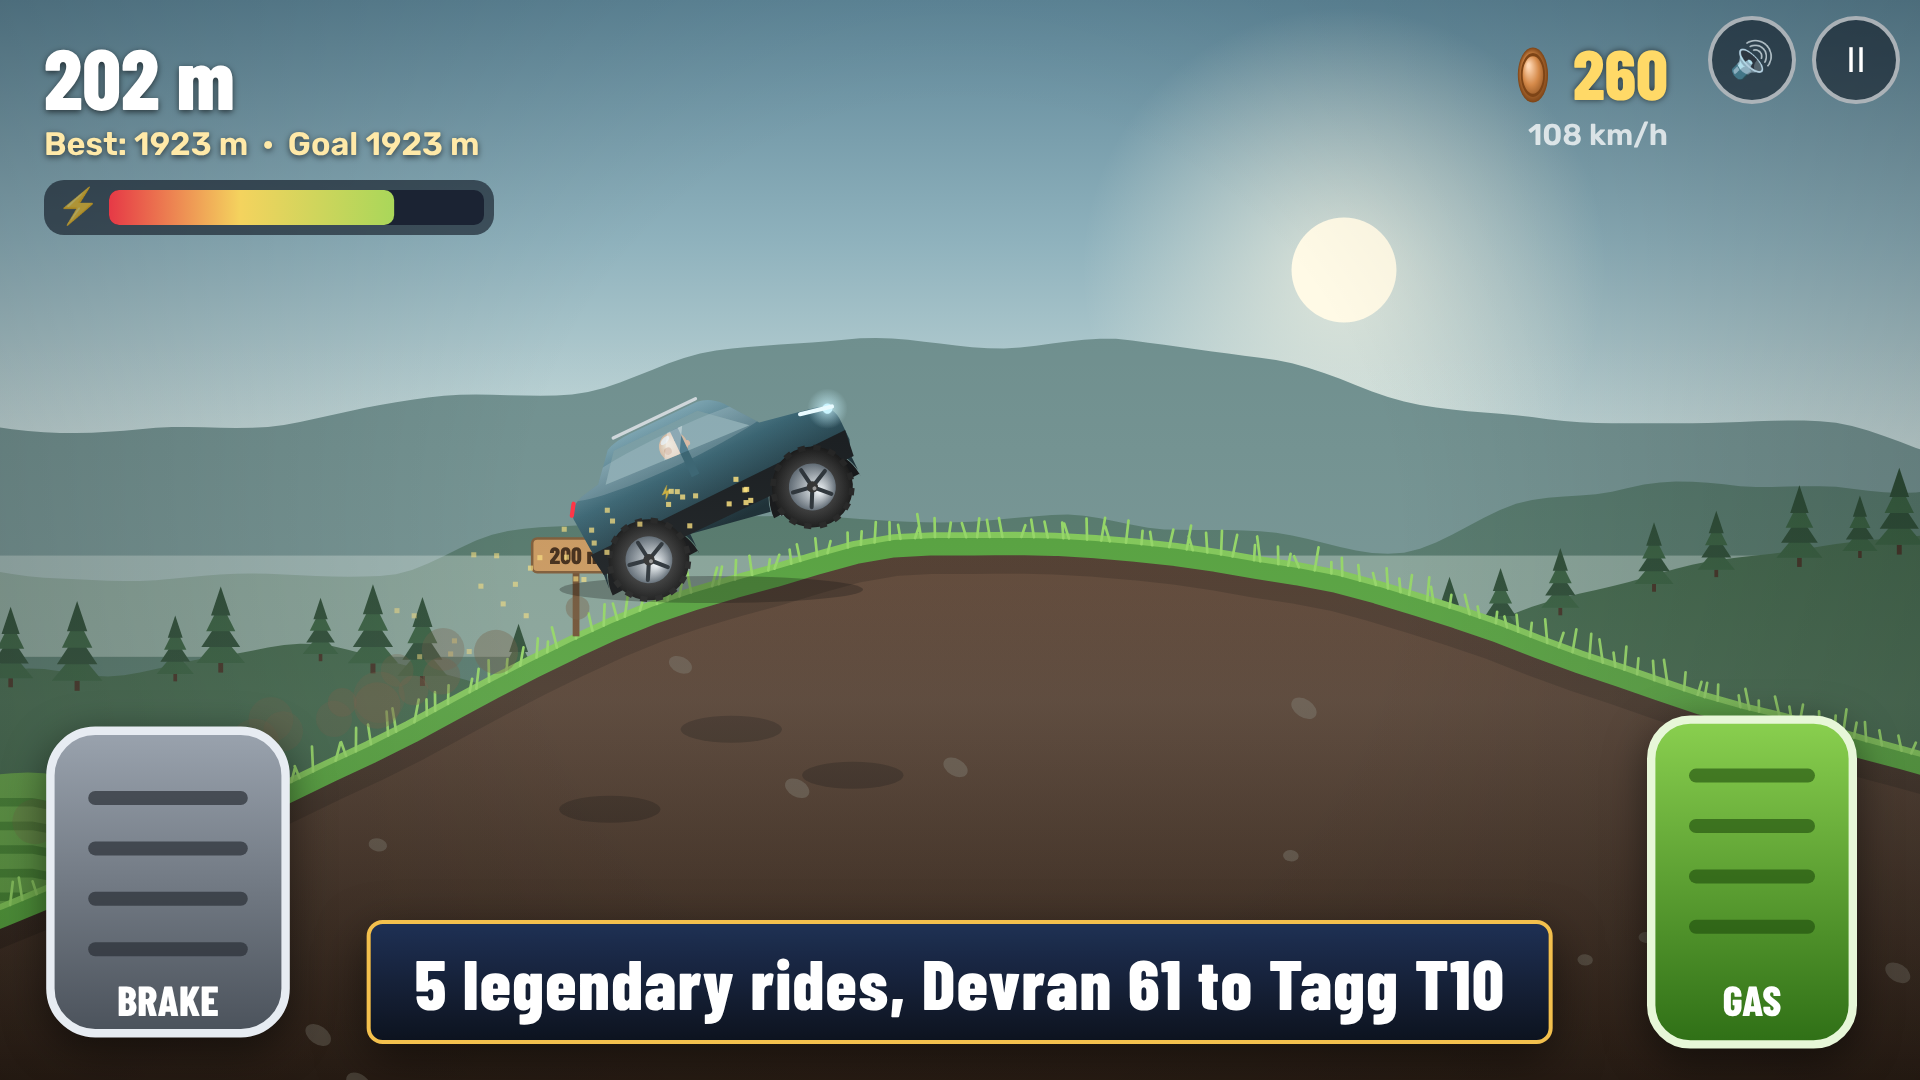 202 m
Best: 1923 m • Goal 1923 m
260
108 km/h
200
BRAKE
5 legendary rides, Devran 61 to Tagg T10
GAS